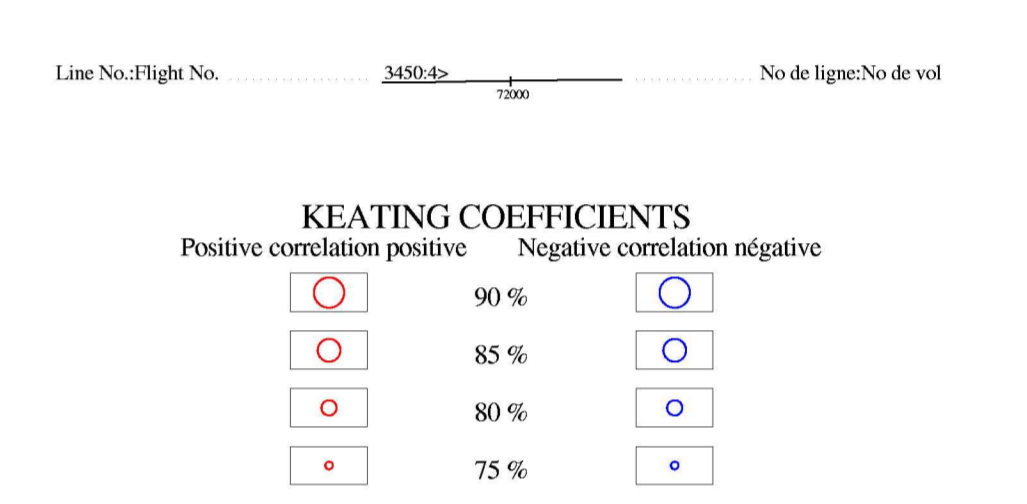 Line No.:Flight No. ................... 3450:4> ................ No de ligne:No de vol
72000
KEATING COEFFICIENTS
Positive correlation positive Negative correlation négative
90 %
85 %
80 %
75 %